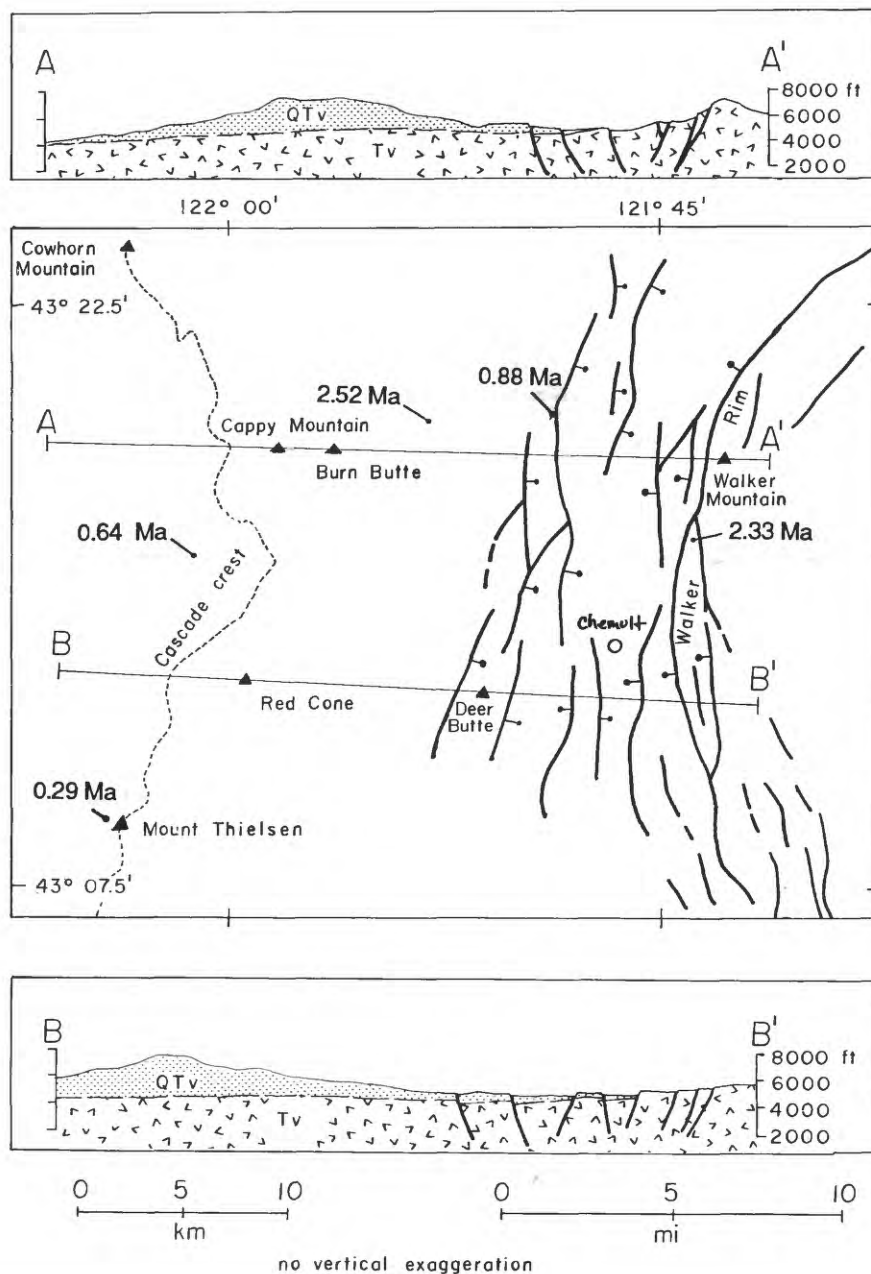 A
A'
8000 ft
6000
4000
2000
QTv
Tv
122° 00'
121° 45'
Cowhorn
Mountain
43° 22.5'
2.52 Ma
0.88 Ma
Rim
A
Cappy Mountain
A'
Burn Butte
Walker
Mountain
0.64 Ma
2.33 Ma
Cascade crest
Chemult
Walker
B
B'
Red Cone
Deer
Butte
0.29 Ma
Mount Thielsen
43° 07.5'
B
B'
8000 ft
6000
4000
2000
QTv
Tv
0 5 10
km
0 5 10
mi
no vertical exaggeration